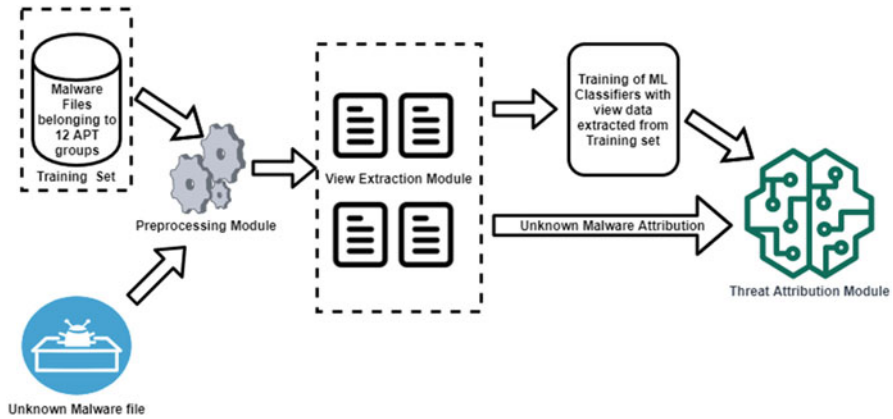 Malware
Files
belonging to
12 APT
groups
Training Set
Preprocessing Module
Unknown Malware file
View Extraction Module
Training of ML
Classifiers with
view data
extracted from
Training set
Unknown Malware Attribution
Threat Attribution Module